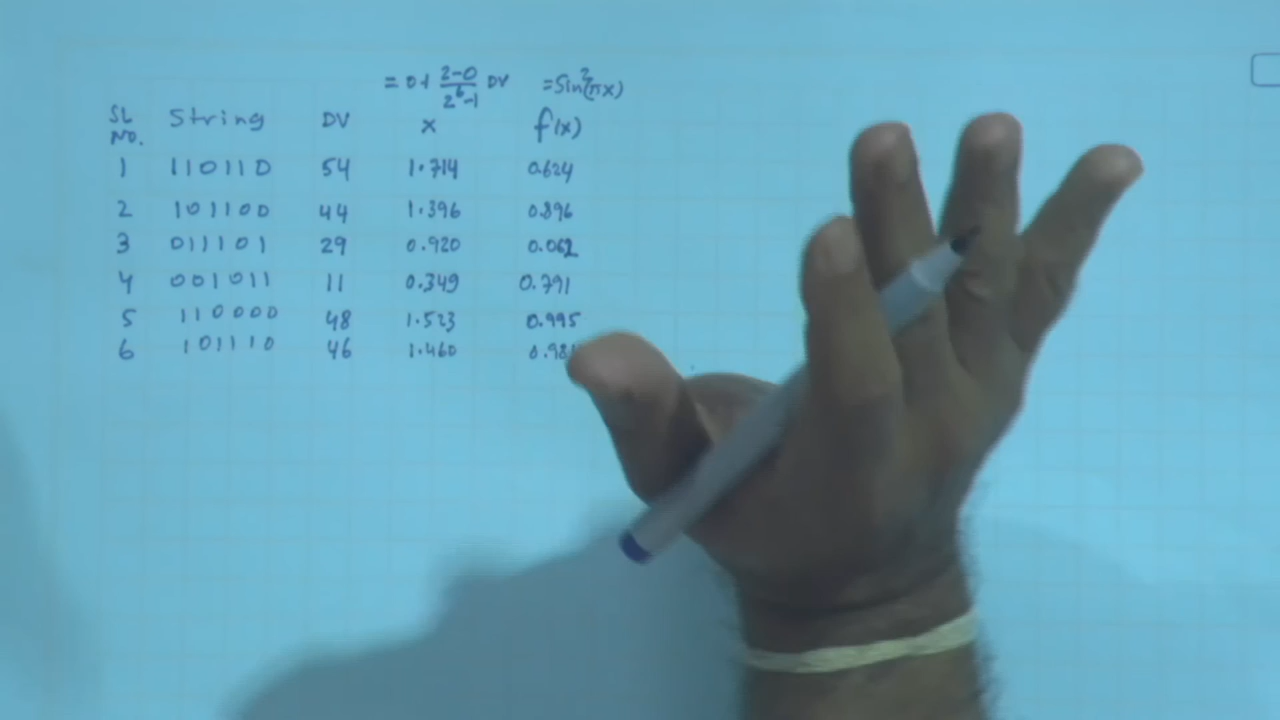 = 0+ (2-0)/(2^6-1) DV =Sin²(πx)
SL NO. String DV x f(x)
1 110110 54 1.714 0.624
2 101100 44 1.396 0.896
3 011101 29 0.920 0.062
4 001011 11 0.349 0.791
5 110000 48 1.523 0.995
6 101110 46 1.460